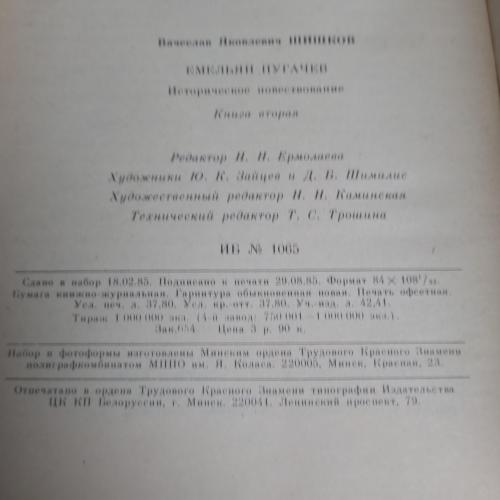 Вячеслав Яковлевич ШИШКОВ
ЕМЕЛЬЯН ПУГАЧЕВ
Историческое повествование
Книга вторая
Редактор Н. Н. Ермолаева
Художники Ю. К. Зайцев и Д. Б. Шимилис
Художественный редактор Н. Н. Каминская
Технический редактор Т. С. Трошина
ИБ № 1065
Сдано в набор 18.02.85. Подписано к печати 29.08.85. Формат 84×108¹/₃₂.
Бумага книжно-журнальная. Гарнитура обыкновенная новая. Печать офсетная.
Усл. печ. л. 37,80. Усл. кр.-отт. 37,80. Уч.-изд. л. 42,41.
Тираж 1 000 000 экз. (4-й завод: 750 001—1 000 000 экз.).
Зак. 654. Цена 3 р. 90 к.
Набор и фотоформы изготовлены Минским ордена Трудового Красного Знамени
полиграфкомбинатом МППО им. Я. Коласа. 220005, Минск, Красная, 23.
Отпечатано в ордена Трудового Красного Знамени типографии Издательства
ЦК КП Белоруссии, г. Минск. 220041. Ленинский проспект, 79.